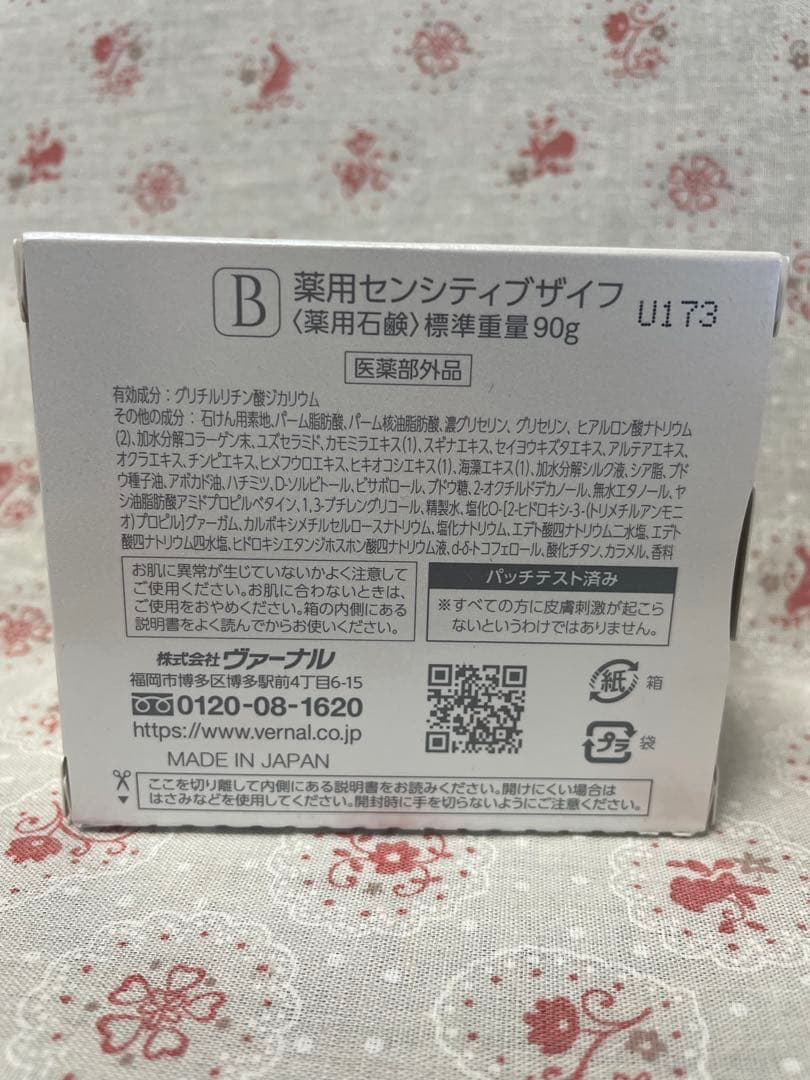 B 薬用センシティブザイフ
〈薬用石鹸〉標準重量90g
U173
医薬部外品
有効成分：グリチルリチン酸ジカリウム
その他の成分：石けん用素地、パーム脂肪酸、パーム核油脂肪酸、濃グリセリン、グリセリン、ヒアルロン酸ナトリウム
(2)、加水分解コラーゲン末、ユズセラミド、カモミラエキス(1)、スギナエキス、セイヨウキズタエキス、アルテアエキス、
オクラエキス、チンピエキス、ヒメフウロエキス、ヒキオコシエキス(1)、海藻エキス(1)、加水分解シルク液、シア脂、ブド
ウ種子油、アボカド油、ハチミツ、D-ソルビトール、ビサボロール、ブドウ糖、2-オクチルドデカノール、無水エタノール、ヤ
シ油脂肪酸アミドプロピルベタイン、1,3-ブチレングリコール、精製水、塩化O-[2-ヒドロキシ-3-(トリメチルアンモニ
オ)プロピル]グァーガム、カルボキシメチルセルロースナトリウム、塩化ナトリウム、エデト酸四ナトリウム二水塩、エデト
酸四ナトリウム四水塩、ヒドロキシエタンジホスホン酸四ナトリウム液、d-δ-トコフェロール、酸化チタン、カラメル、香料
お肌に異常が生じていないかよく注意して
ご使用ください。お肌に合わないときは、
ご使用をおやめください。箱の内側にある
説明書をよく読んでからお使いください。
パッチテスト済み
※すべての方に皮膚刺激が起こら
ないというわけではありません。
株式会社ヴァーナル
福岡市博多区博多駅前4丁目6-15
0120-08-1620
https://www.vernal.co.jp
MADE IN JAPAN
紙 箱
プラ 袋
ここを切り離して内側にある説明書をお読みください。開けにくい場合は
はさみなどを使用してください。開封時に手を切らないようにご注意ください。